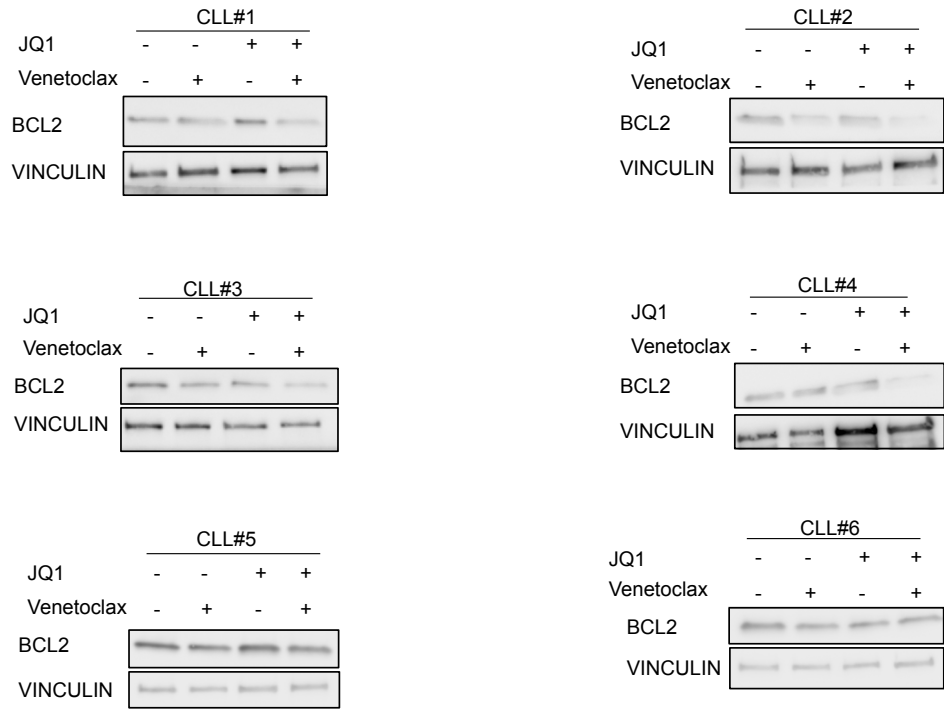 CLL#1
JQ1 - - + +
Venetoclax - + - +
BCL2
VINCULIN
CLL#2
JQ1 - - + +
Venetoclax - + - +
BCL2
VINCULIN
CLL#3
JQ1 - - + +
Venetoclax - + - +
BCL2
VINCULIN
CLL#4
JQ1 - - + +
Venetoclax - + - +
BCL2
VINCULIN
CLL#5
JQ1 - - + +
Venetoclax - + - +
BCL2
VINCULIN
CLL#6
JQ1 - - + +
Venetoclax - + - +
BCL2
VINCULIN